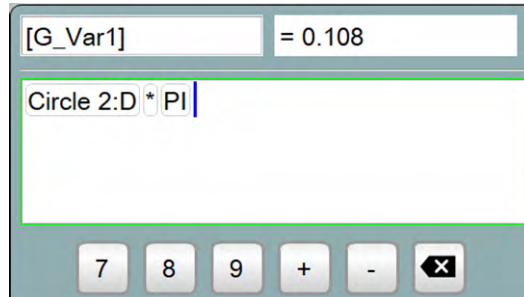 [G_Var1] = 0.108
Circle 2:D * PI
7 8 9 + -